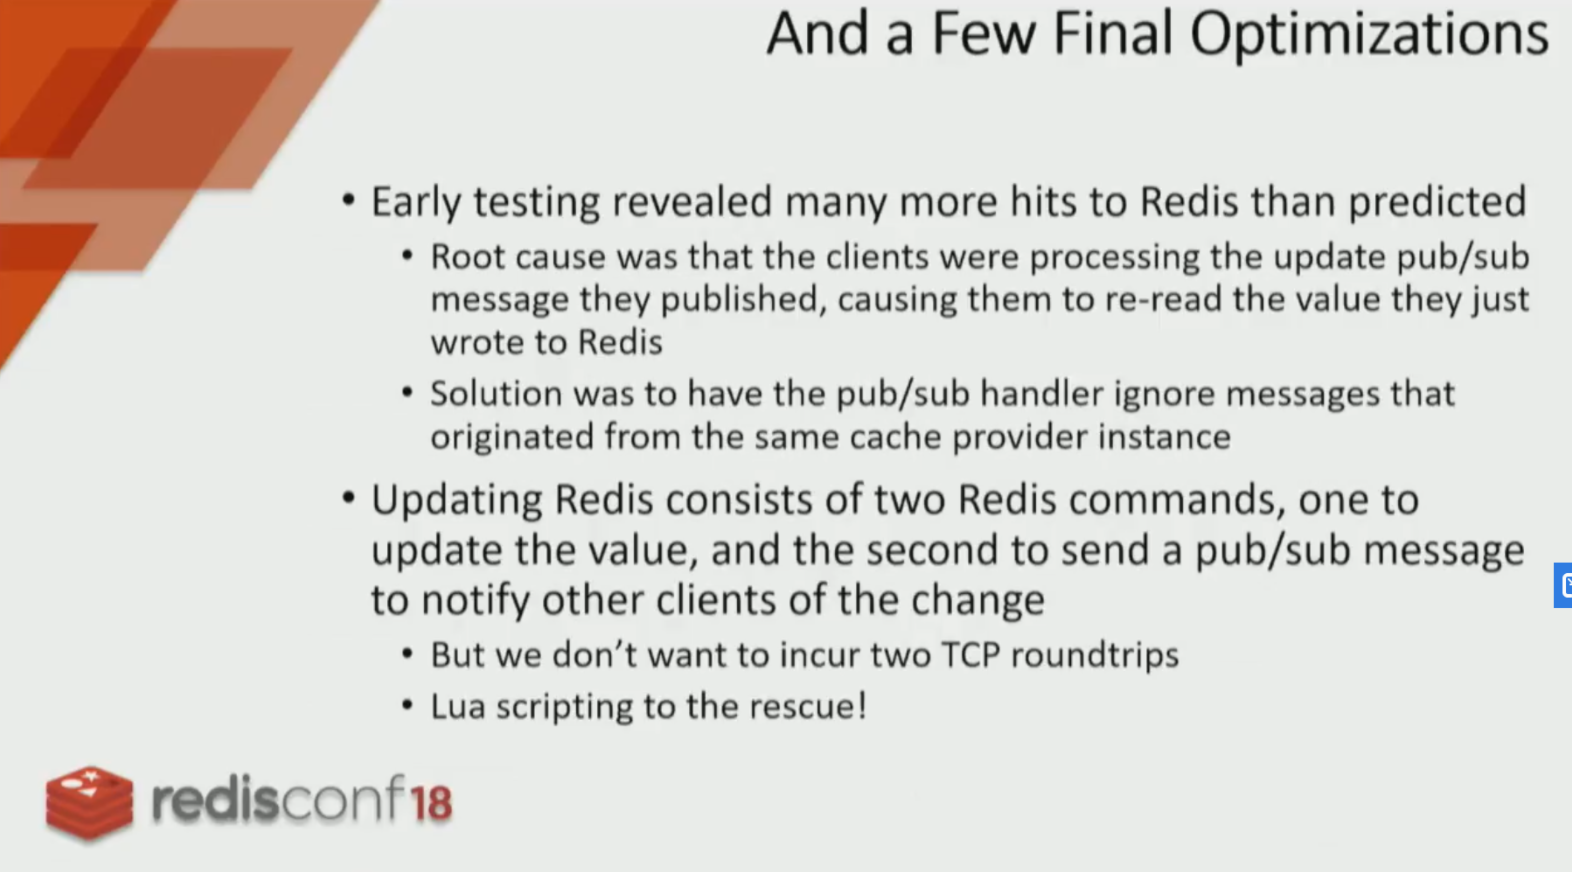 And a Few Final Optimizations
• Early testing revealed many more hits to Redis than predicted
• Root cause was that the clients were processing the update pub/sub
message they published, causing them to re-read the value they just
wrote to Redis
• Solution was to have the pub/sub handler ignore messages that
originated from the same cache provider instance
• Updating Redis consists of two Redis commands, one to
update the value, and the second to send a pub/sub message
to notify other clients of the change
• But we don’t want to incur two TCP roundtrips
• Lua scripting to the rescue!
redisconf18